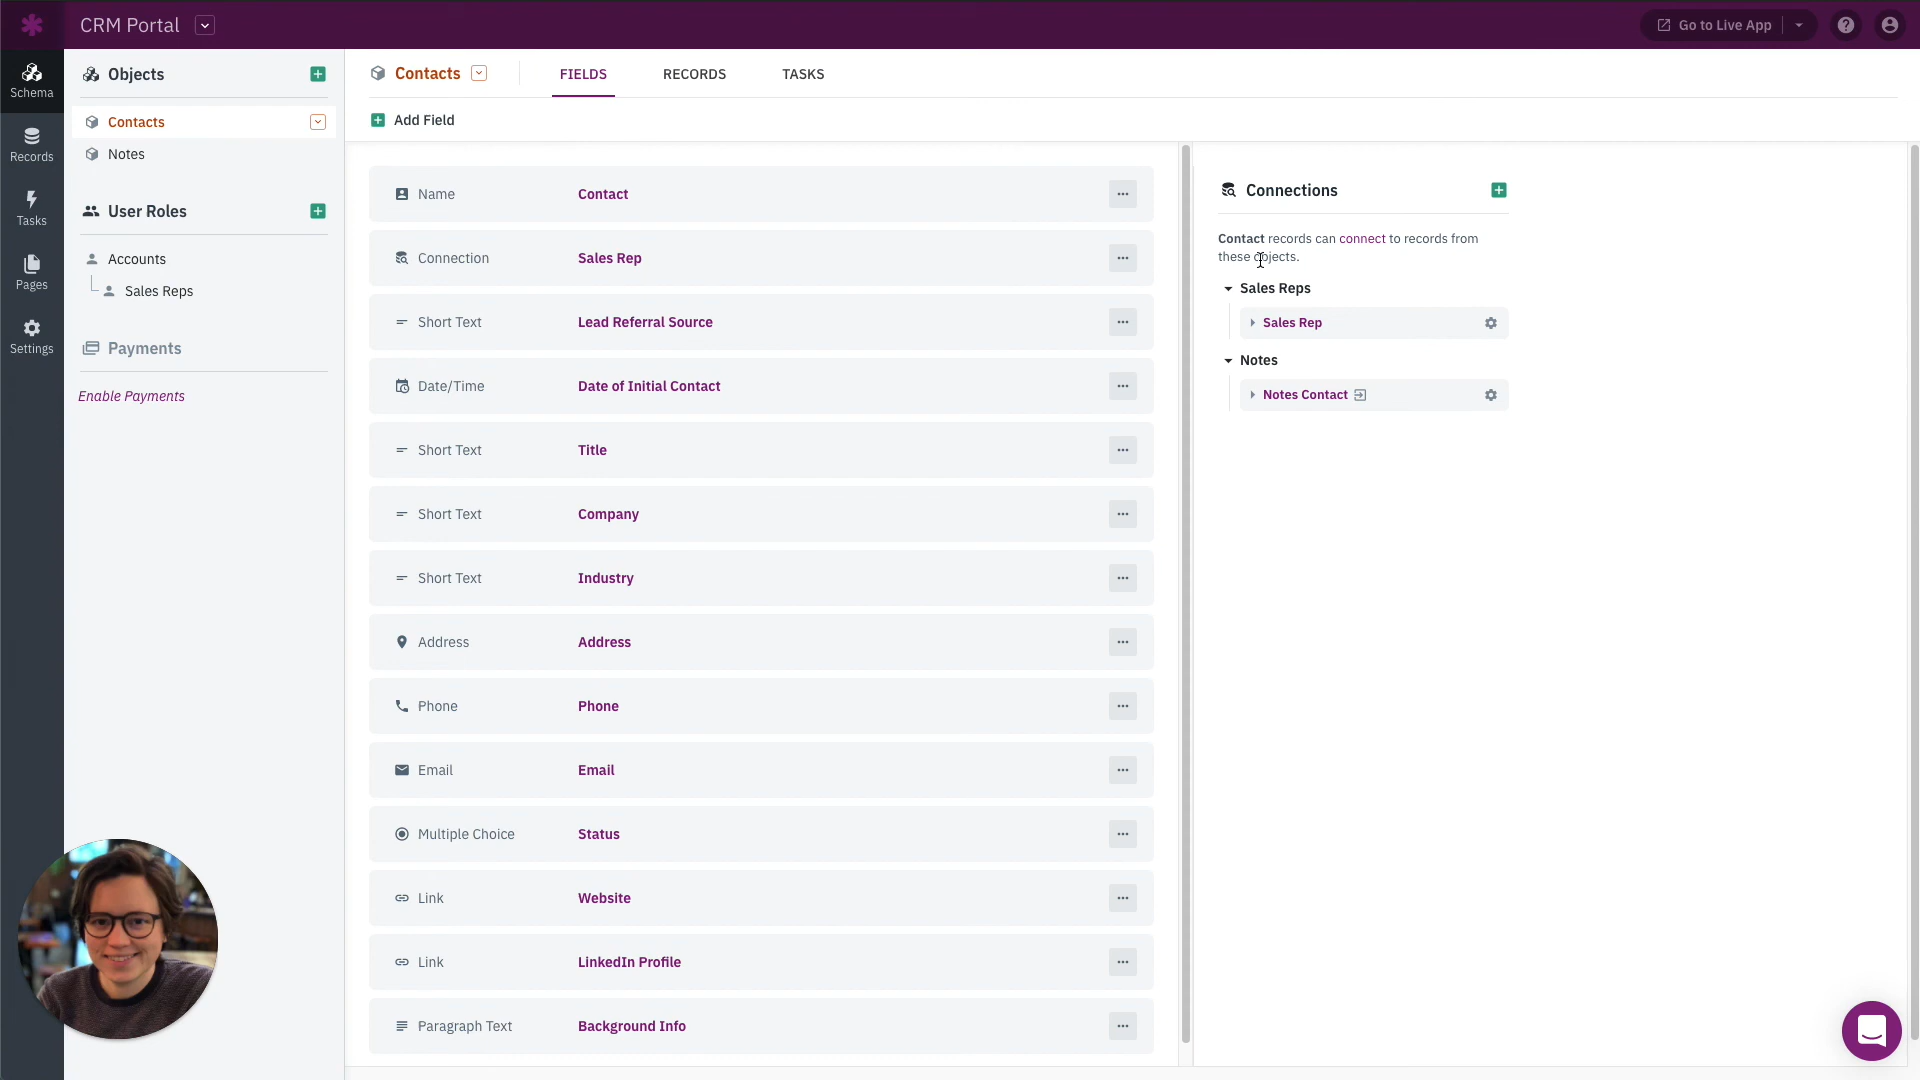 CRM Portal
Go to Live App
Schema
Records
Tasks
Pages
Settings
Objects
Contacts
Notes
User Roles
Accounts
Sales Reps
Payments
Enable Payments
Contacts
FIELDS
RECORDS
TASKS
Add Field
Name Contact
Connection Sales Rep
Short Text Lead Referral Source
Date/Time Date of Initial Contact
Short Text Title
Short Text Company
Short Text Industry
Address Address
Phone Phone
Email Email
Multiple Choice Status
Link Website
Link LinkedIn Profile
Paragraph Text Background Info
Connections
Contact records can connect to records from
these objects.
Sales Reps
Sales Rep
Notes
Notes Contact